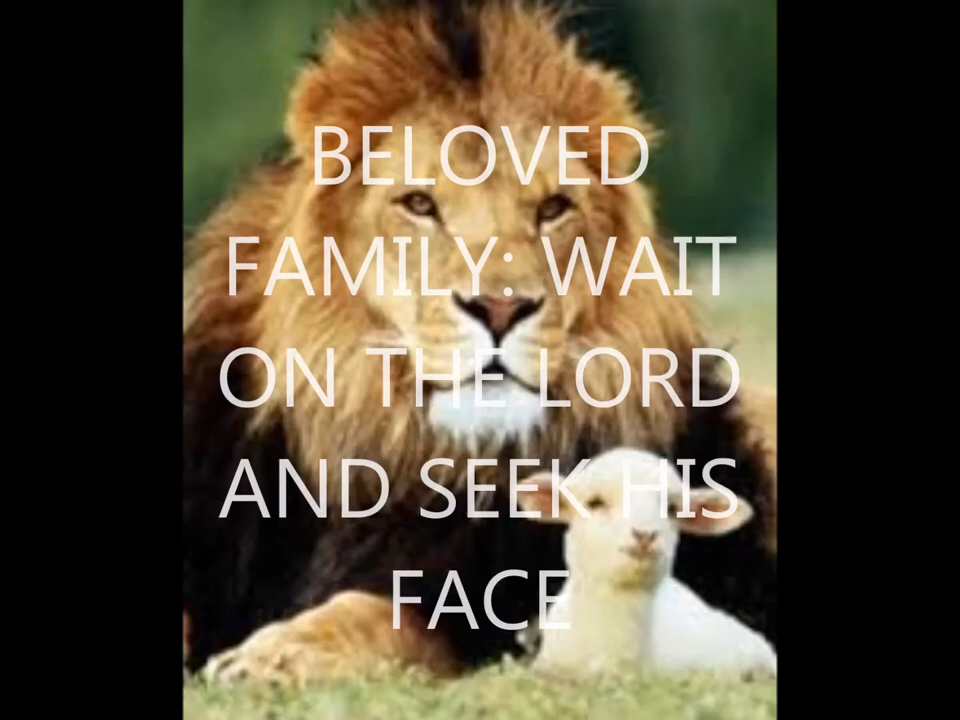 BELOVED
FAMILY: WAIT
ON THE LORD
AND SEEK HIS
FACE